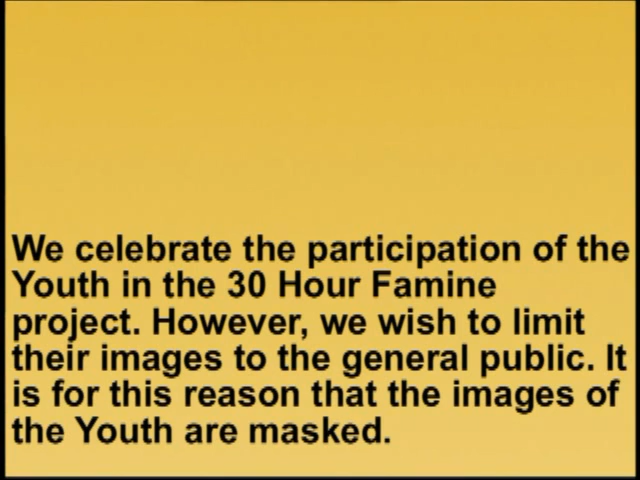 We celebrate the participation of the
Youth in the 30 Hour Famine
project. However, we wish to limit
their images to the general public. It
is for this reason that the images of
the Youth are masked.